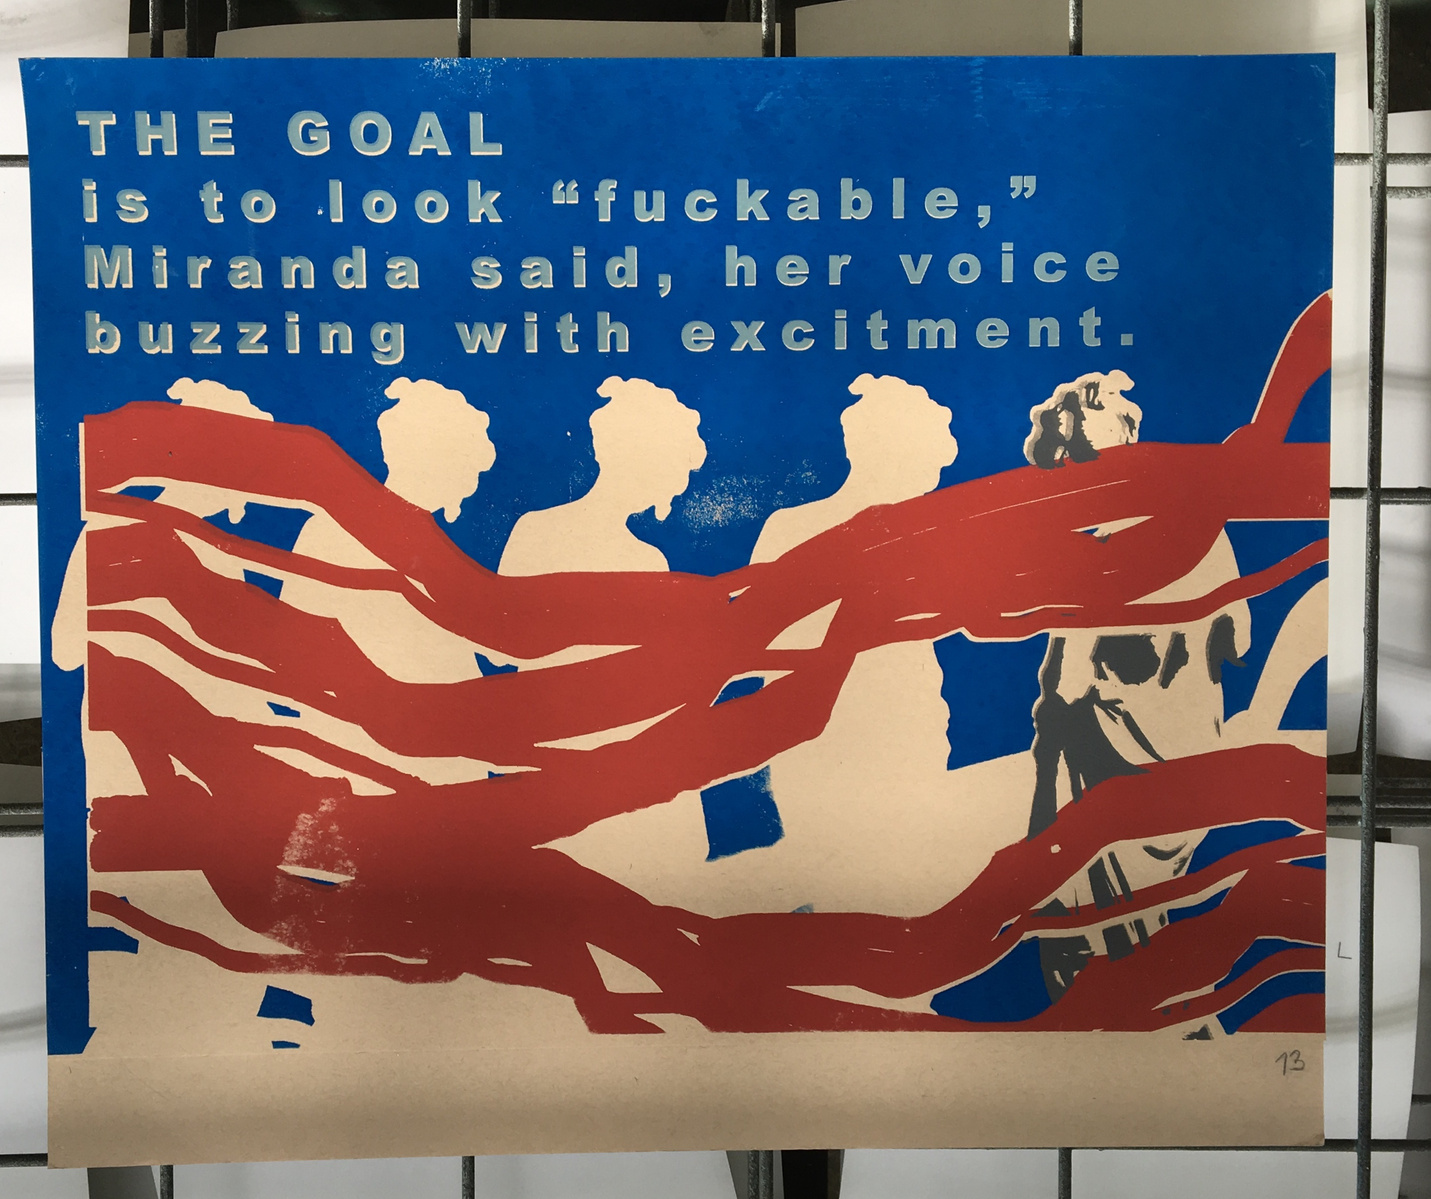 THE GOAL
is to look “fuckable,”
Miranda said, her voice
buzzing with excitment.
13
L